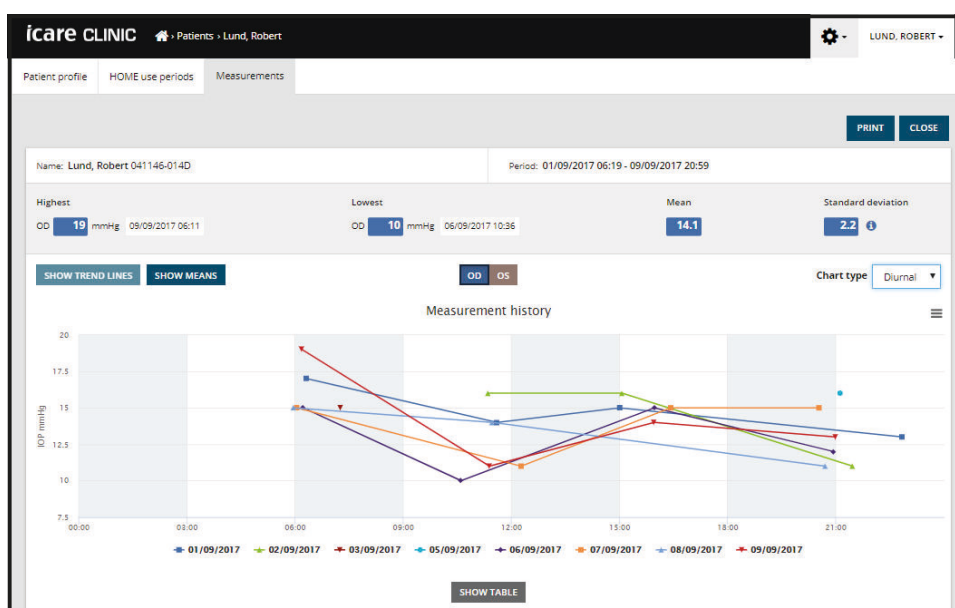 icare CLINIC › Patients › Lund, Robert LUND, ROBERT
Patient profile HOME use periods Measurements
PRINT CLOSE
Name: Lund, Robert 041146-014D Period: 01/09/2017 06:19 - 09/09/2017 20:59
Highest Lowest Mean Standard deviation
OD 19 mmHg 09/09/2017 06:11 OD 10 mmHg 06/09/2017 10:36 14.1 2.2
SHOW TREND LINES SHOW MEANS OD OS Chart type Diurnal
Measurement history
20
17.5
15
12.5
10
7.5
IOP mmHg
00:00 03:00 06:00 09:00 12:00 15:00 18:00 21:00
01/09/2017 02/09/2017 03/09/2017 05/09/2017 06/09/2017 07/09/2017 08/09/2017 09/09/2017
SHOW TABLE